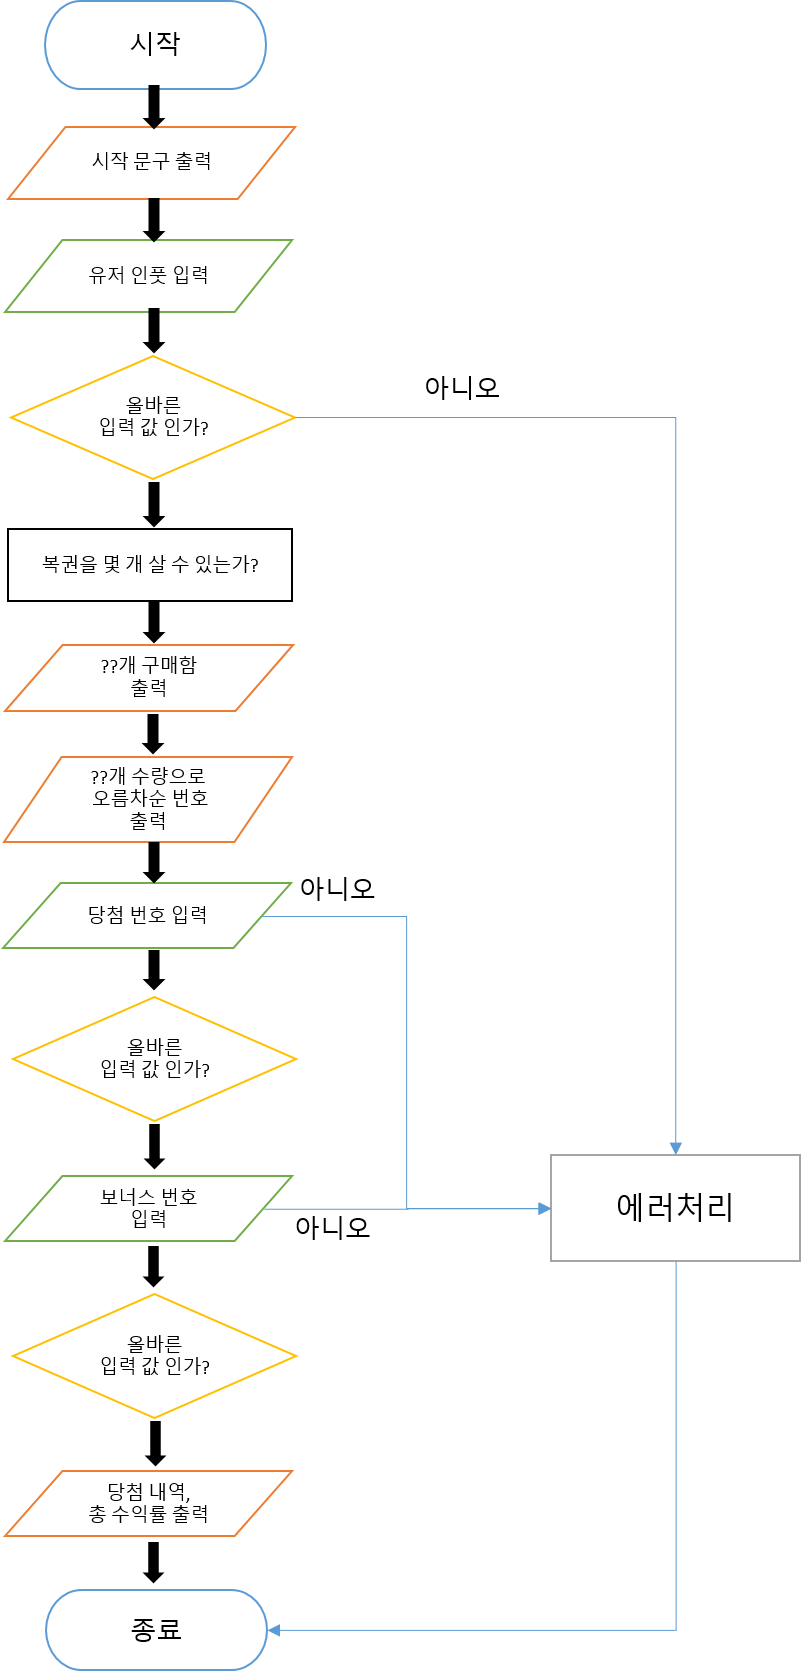 시작
시작 문구 출력
유저 인풋 입력
올바른
입력 값 인가?
아니오
복권을 몇 개 살 수 있는가?
??개 구매함
출력
??개 수량으로
오름차순 번호
출력
당첨 번호 입력
아니오
올바른
입력 값 인가?
보너스 번호
입력
아니오
에러처리
올바른
입력 값 인가?
당첨 내역,
총 수익률 출력
종료